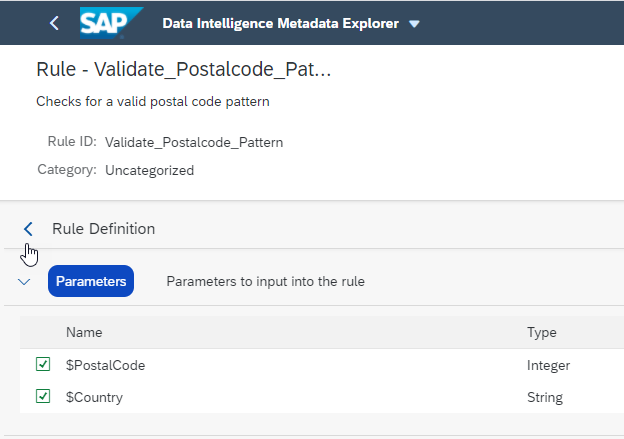 SAP Data Intelligence Metadata Explorer
Rule - Validate_Postalcode_Pat...
Checks for a valid postal code pattern
Rule ID: Validate_Postalcode_Pattern
Category: Uncategorized
Rule Definition
Parameters Parameters to input into the rule
Name Type
$PostalCode Integer
$Country String